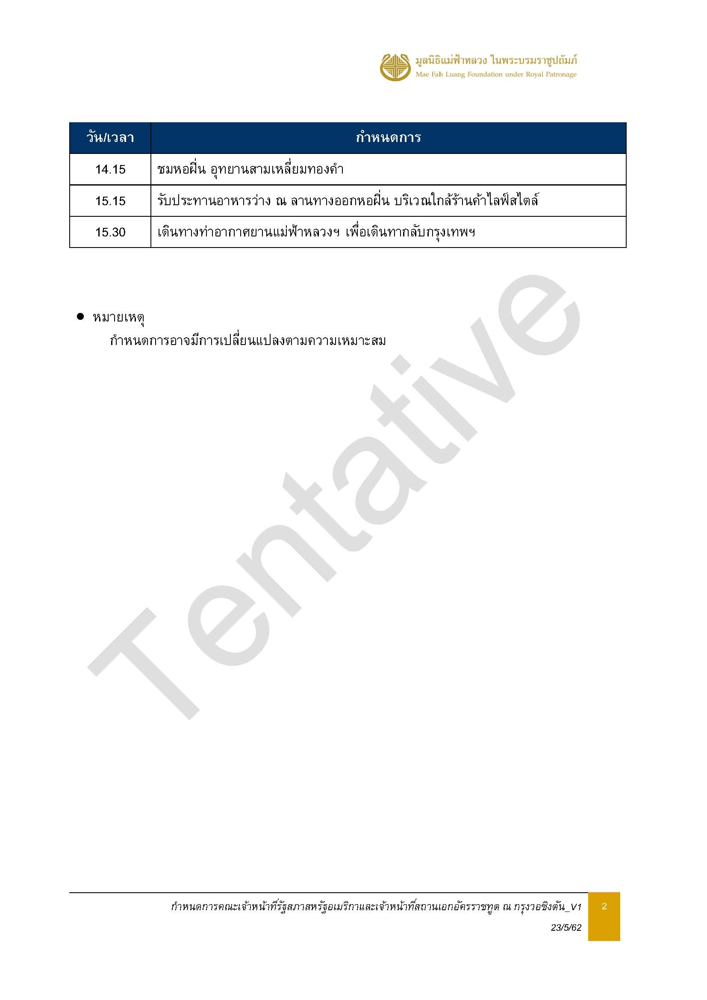 มูลนิธิแม่ฟ้าหลวง ในพระบรมราชูปถัมภ์
Mae Fah Luang Foundation under Royal Patronage
วัน/เวลา กำหนดการ
14.15 ชมหอฝิ่น อุทยานสามเหลี่ยมทองคำ
15.15 รับประทานอาหารว่าง ณ ลานทางออกหอฝิ่น บริเวณใกล้ร้านค้าไลฟ์สไตล์
15.30 เดินทางท่าอากาศยานแม่ฟ้าหลวงฯ เพื่อเดินทากลับกรุงเทพฯ
● หมายเหตุ
กำหนดการอาจมีการเปลี่ยนแปลงตามความเหมาะสม
Tentative
กำหนดการคณะเจ้าหน้าที่รัฐสภาสหรัฐอเมริกาและเจ้าหน้าที่สถานเอกอัครราชทูต ณ กรุงวอชิงตัน_V1 2
23/5/62